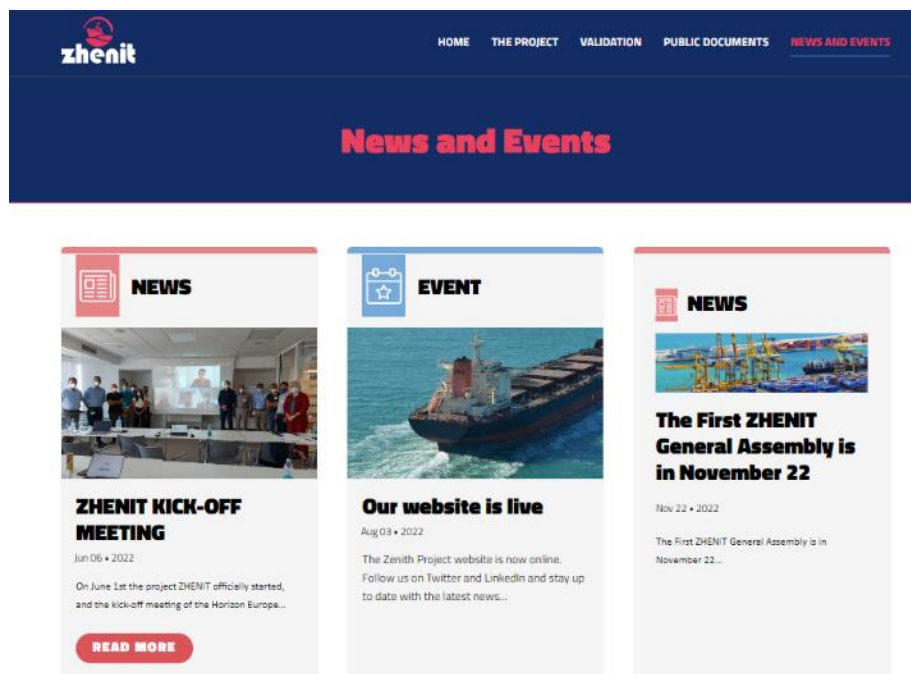 zhenit
HOME THE PROJECT VALIDATION PUBLIC DOCUMENTS NEWS AND EVENTS
News and Events
NEWS
ZHENIT KICK-OFF
MEETING
Jun 06 • 2022
On June 1st the project ZHENIT officially started,
and the kick-off meeting of the Horizon Europe...
READ MORE
EVENT
Our website is live
Aug 03 • 2022
The Zenith Project website is now online.
Follow us on Twitter and LinkedIn and stay up
to date with the latest news...
NEWS
The First ZHENIT
General Assembly is
in November 22
Nov 22 • 2022
The First ZHENIT General Assembly is in
November 22...